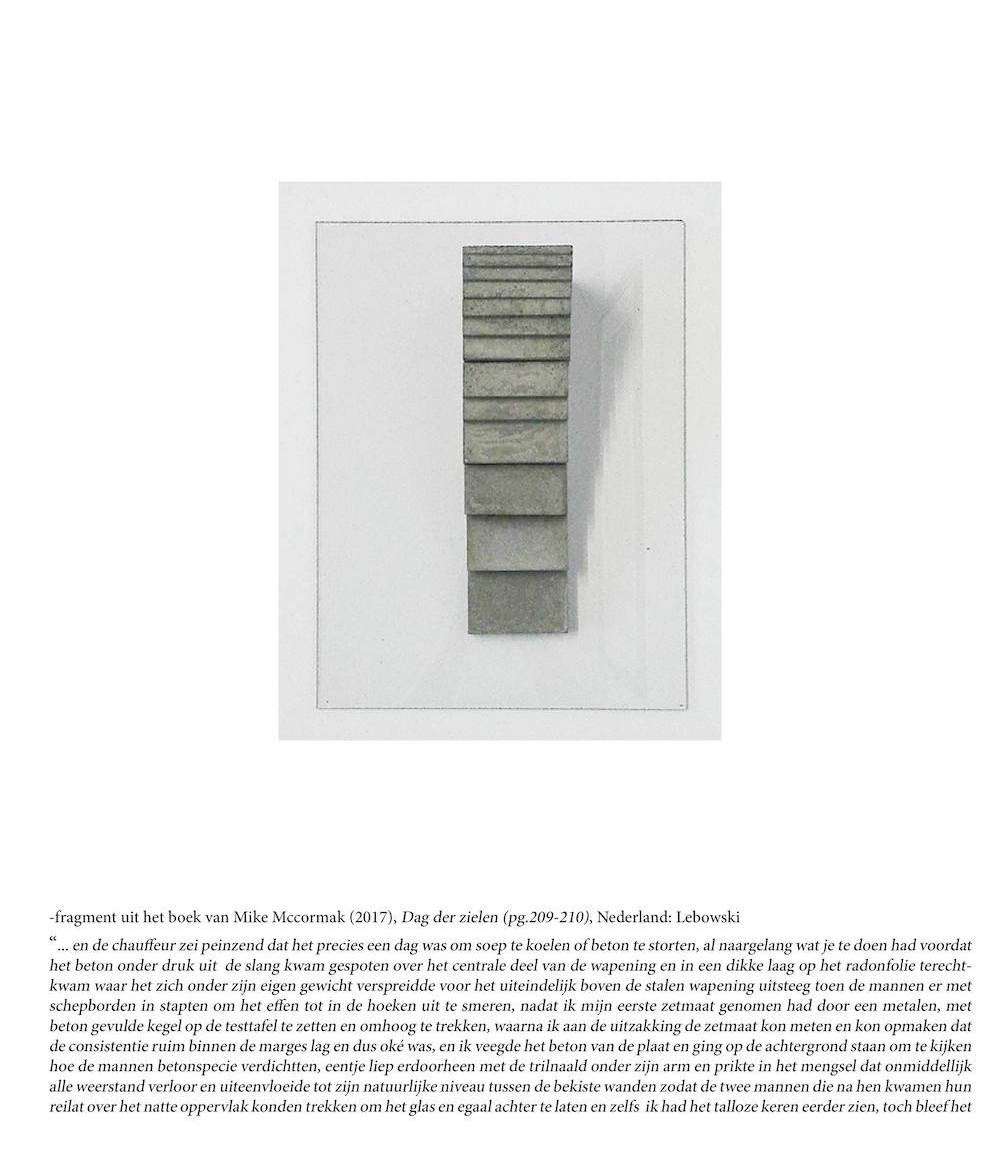 -fragment uit het boek van Mike Mccormak (2017), Dag der zielen (pg.209-210), Nederland: Lebowski
“... en de chauffeur zei peinzend dat het precies een dag was om soep te koelen of beton te storten, al naargelang wat je te doen had voordat
het beton onder druk uit de slang kwam gespoten over het centrale deel van de wapening en in een dikke laag op het radonfolie terecht-
kwam waar het zich onder zijn eigen gewicht verspreidde voor het uiteindelijk boven de stalen wapening uitsteeg toen de mannen er met
schepborden in stapten om het effen tot in de hoeken uit te smeren, nadat ik mijn eerste zetmaat genomen had door een metalen, met
beton gevulde kegel op de testtafel te zetten en omhoog te trekken, waarna ik aan de uitzakking de zetmaat kon meten en kon opmaken dat
de consistentie ruim binnen de marges lag en dus oké was, en ik veegde het beton van de plaat en ging op de achtergrond staan om te kijken
hoe de mannen betonspecie verdichtten, eentje liep erdoorheen met de trilnaald onder zijn arm en prikte in het mengsel dat onmiddellijk
alle weerstand verloor en uiteenvloeide tot zijn natuurlijke niveau tussen de bekiste wanden zodat de twee mannen die na hen kwamen hun
reilat over het natte oppervlak konden trekken om het glas en egaal achter te laten en zelfs ik had het talloze keren eerder zien, toch bleef het